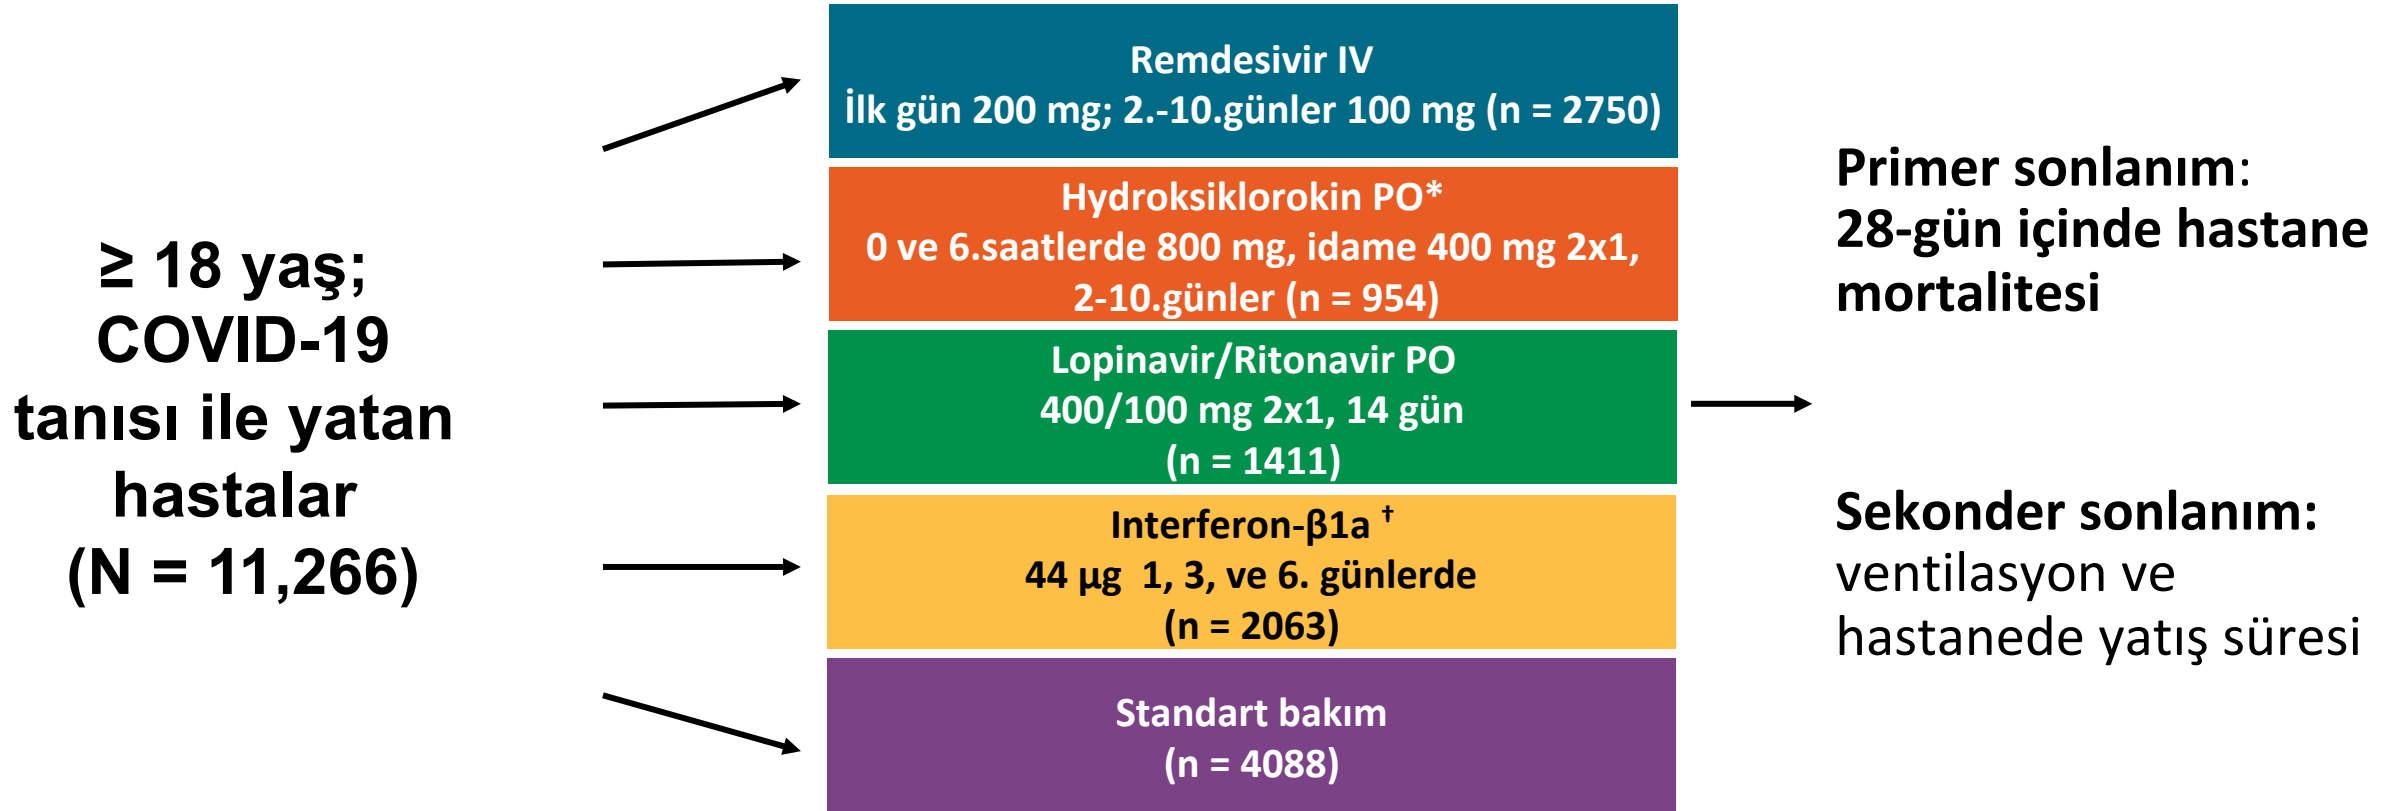 ≥ 18 yaş;
COVID-19
tanısı ile yatan
hastalar
(N = 11,266)
Remdesivir IV
İlk gün 200 mg; 2.-10.günler 100 mg (n = 2750)
Hydroksiklorokin PO*
0 ve 6.saatlerde 800 mg, idame 400 mg 2x1,
2-10.günler (n = 954)
Lopinavir/Ritonavir PO
400/100 mg 2x1, 14 gün
(n = 1411)
Interferon-β1a †
44 µg 1, 3, ve 6. günlerde
(n = 2063)
Standart bakım
(n = 4088)
Primer sonlanım:
28-gün içinde hastane
mortalitesi
Sekonder sonlanım:
ventilasyon ve
hastanede yatış süresi